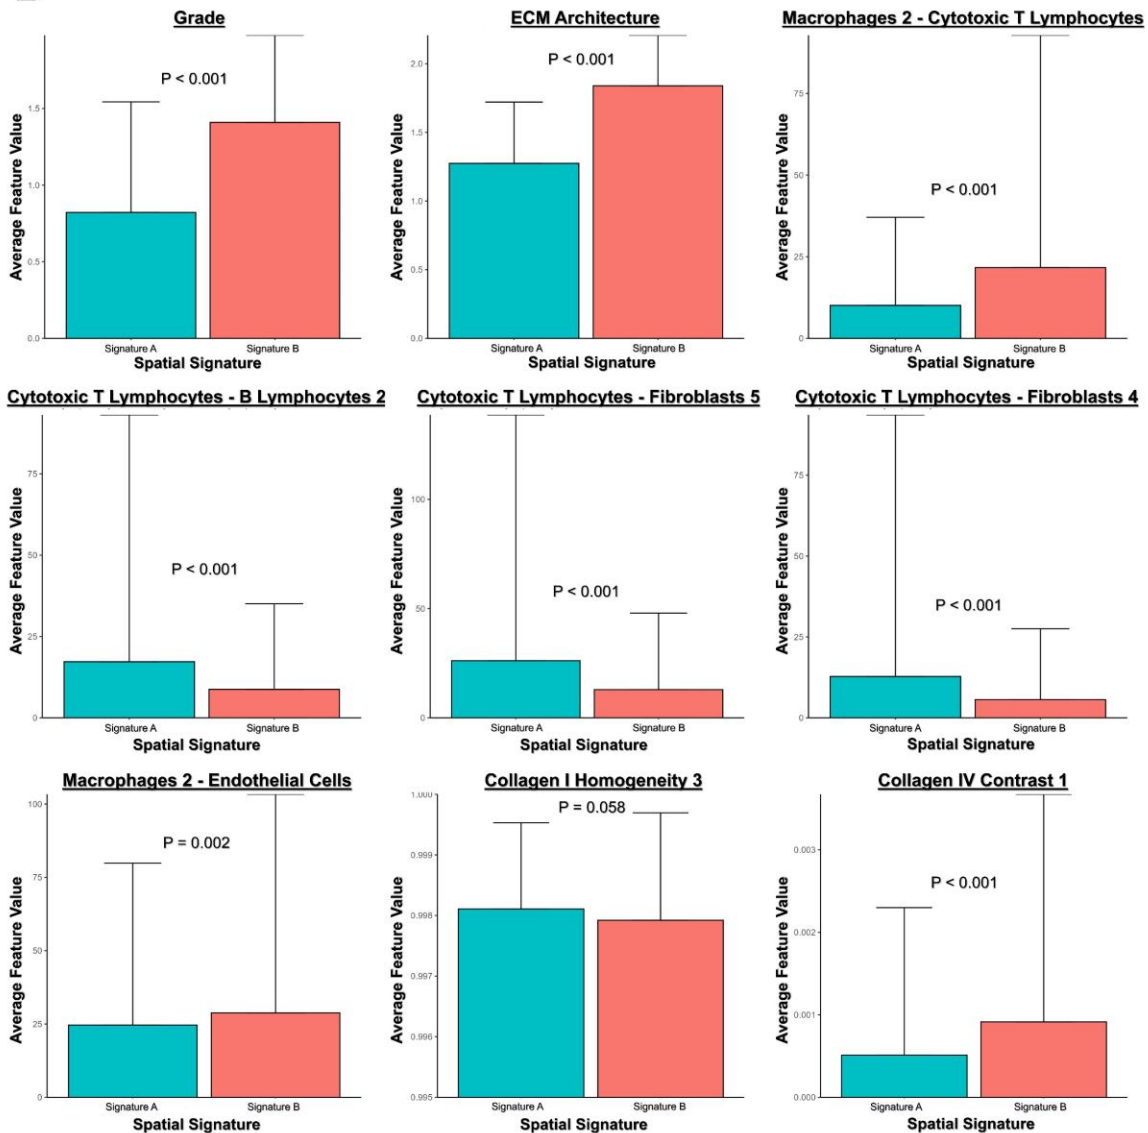 Grade
Average Feature Value
1.5
1.0
0.5
0.0
P < 0.001
Signature A
Signature B
Spatial Signature
ECM Architecture
Average Feature Value
2.0
1.5
1.0
0.5
0.0
P < 0.001
Signature A
Signature B
Spatial Signature
Macrophages 2 - Cytotoxic T Lymphocytes
Average Feature Value
75
50
25
0
P < 0.001
Signature A
Signature B
Spatial Signature
Cytotoxic T Lymphocytes - B Lymphocytes 2
Average Feature Value
75
50
25
0
P < 0.001
Signature A
Signature B
Spatial Signature
Cytotoxic T Lymphocytes - Fibroblasts 5
Average Feature Value
100
50
0
P < 0.001
Signature A
Signature B
Spatial Signature
Cytotoxic T Lymphocytes - Fibroblasts 4
Average Feature Value
75
50
25
0
P < 0.001
Signature A
Signature B
Spatial Signature
Macrophages 2 - Endothelial Cells
Average Feature Value
100
75
50
25
0
P = 0.002
Signature A
Signature B
Spatial Signature
Collagen I Homogeneity 3
Average Feature Value
1.000
0.999
0.998
0.997
0.996
0.995
P = 0.058
Signature A
Signature B
Spatial Signature
Collagen IV Contrast 1
Average Feature Value
0.003
0.002
0.001
0.000
P < 0.001
Signature A
Signature B
Spatial Signature